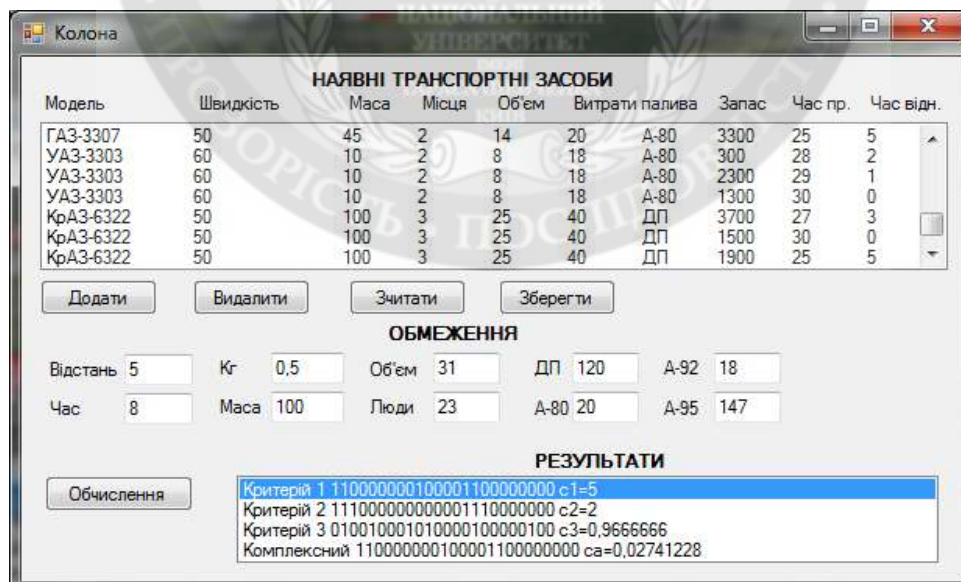 НАЦІОНАЛЬНИЙ
УНІВЕРСИТЕТ
Колона
НАЯВНІ ТРАНСПОРТНІ ЗАСОБИ
Модель Швидкість Маса Місця Об'єм Витрати палива Запас Час пр. Час відн.
ГАЗ-3307 50 45 2 14 20 А-80 3300 25 5
УАЗ-3303 60 10 2 8 18 А-80 300 28 2
УАЗ-3303 60 10 2 8 18 А-80 2300 29 1
УАЗ-3303 60 10 2 8 18 А-80 1300 30 0
КрАЗ-6322 50 100 3 25 40 ДП 3700 27 3
КрАЗ-6322 50 100 3 25 40 ДП 1500 30 0
КрАЗ-6322 50 100 3 25 40 ДП 1900 25 5
Додати Видалити Зчитати Зберегти
ОБМЕЖЕННЯ
Відстань 5 Кг 0,5 Об'єм 31 ДП 120 А-92 18
Час 8 Маса 100 Люди 23 А-80 20 А-95 147
РЕЗУЛЬТАТИ
Обчислення
Критерій 1 110000000100001100000000 c1=5
Критерій 2 111000000000001110000000 c2=2
Критерій 3 010010001010000100000100 c3=0,9666666
Комплексний 110000000100001100000000 ca=0,02741228